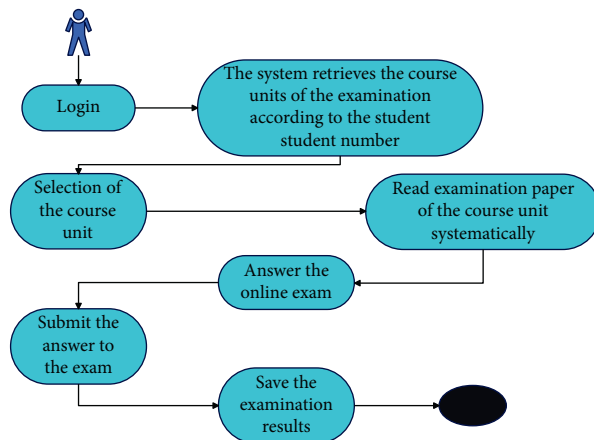 Login
The system retrieves the course
units of the examination
according to the student
student number
Selection of
the course
unit
Read examination paper
of the course unit
systematically
Answer the
online exam
Submit the
answer to
the exam
Save the
examination
results